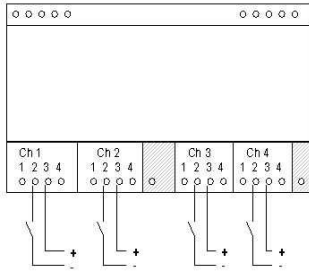 Ch 1 Ch 2 Ch 3 Ch 4
1 2 3 4 1 2 3 4 1 2 3 4 1 2 3 4
+ + + +
- - - -